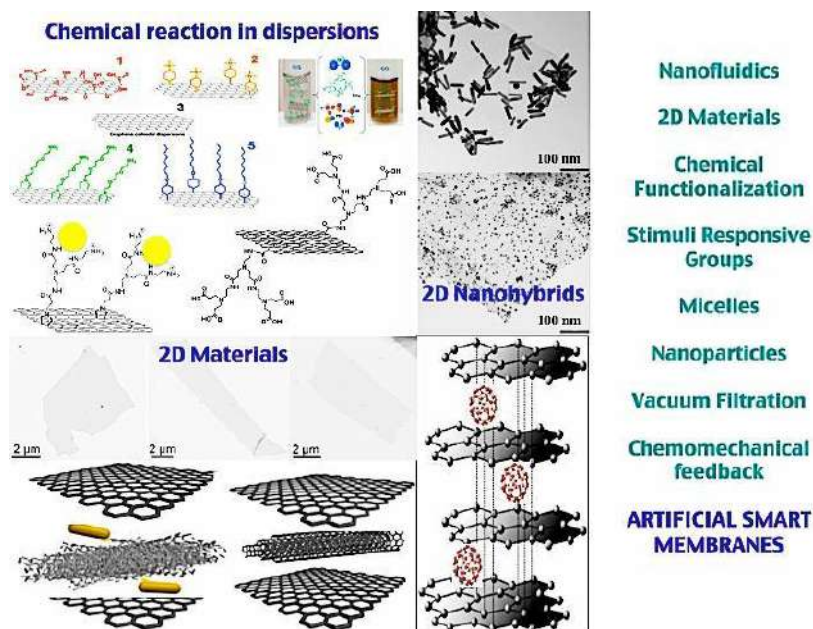 Chemical reaction in dispersions
1
2
3
4
5
100 nm
2D Nanohybrids
100 nm
2D Materials
2 μm
2 μm
2 μm
Nanofluidics
2D Materials
Chemical
Functionalization
Stimuli Responsive
Groups
Micelles
Nanoparticles
Vacuum Filtration
Chemomechanical
feedback
ARTIFICIAL SMART
MEMBRANES